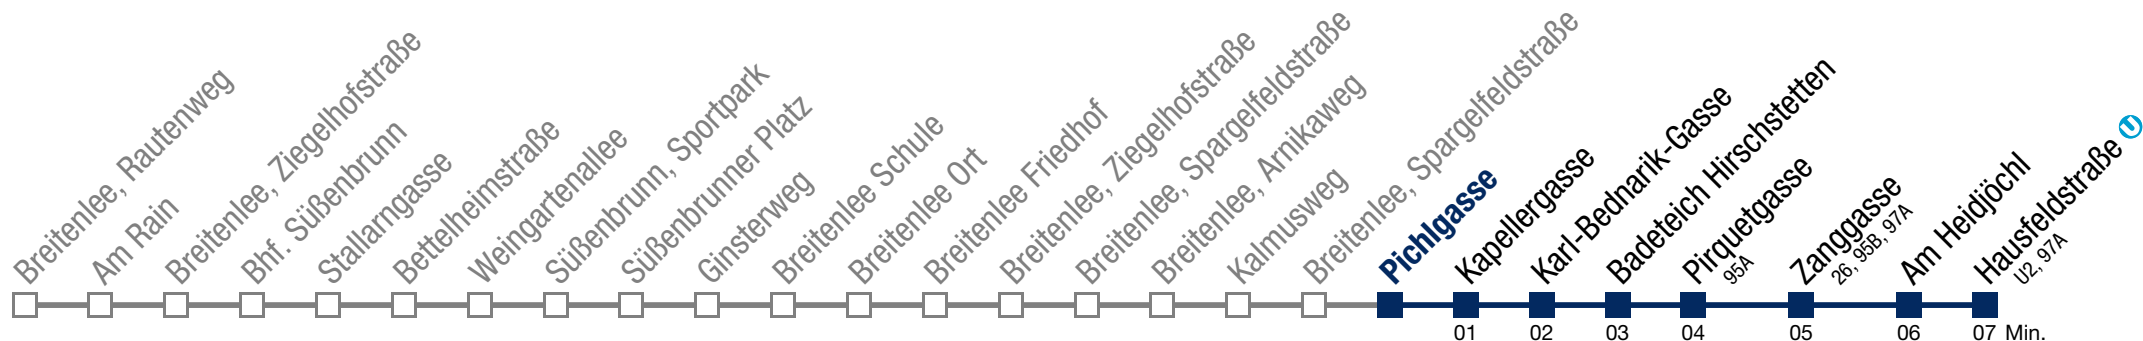 Breitenlee, Rautenweg
Am Rain
Breitenlee, Ziegelhofstraße
Bhf. Süßenbrunn
Stallarngasse
Bettelheimstraße
Weingartenallee
Süßenbrunn, Sportpark
Süßenbrunner Platz
Ginsterweg
Breitenlee Schule
Breitenlee Ort
Breitenlee Friedhof
Breitenlee, Ziegelhofstraße
Breitenlee, Spargelfeldstraße
Breitenlee, Arnikaweg
Kalmusweg
Breitenlee, Spargelfeldstraße
Pichlgasse
Kapellergasse
Karl-Bednarik-Gasse
Badeteich Hirschstetten
Pirquetgasse
95A
Zanggasse
26, 95B, 97A
Am Heidjöchl
Hausfeldstraße U
U2, 97A
01 02 03 04 05 06 07 Min.